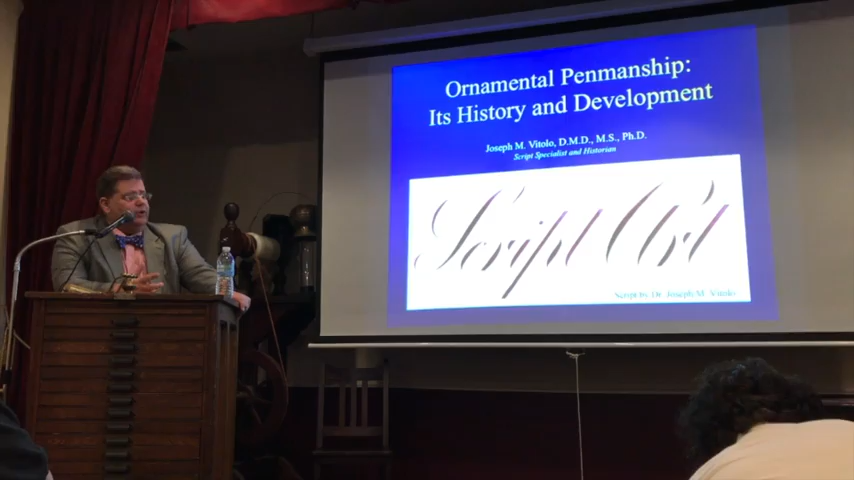 Ornamental Penmanship:
Its History and Development
Joseph M. Vitolo, D.M.D., M.S., Ph.D.
Script Specialist and Historian
Script Art
Script by Dr. Joseph M. Vitolo